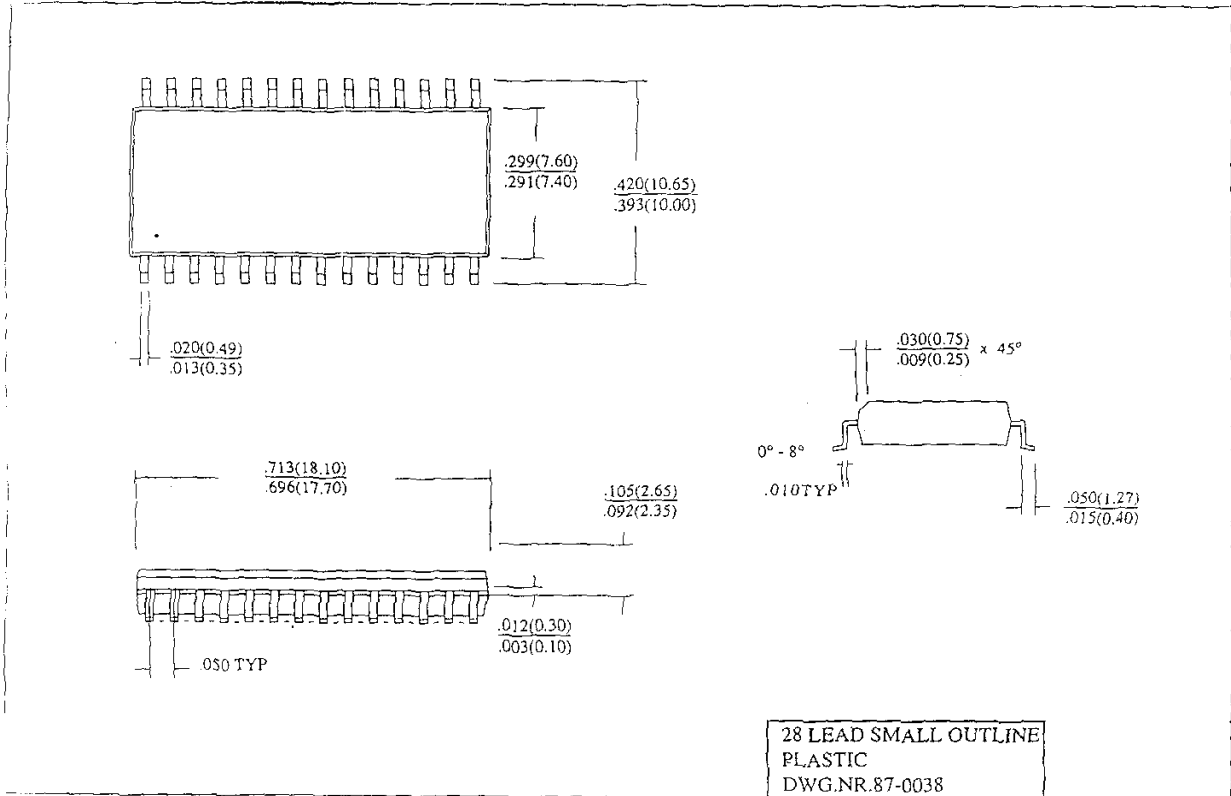 .299(7.60)
.291(7.40)
.420(10.65)
.393(10.00)
.020(0.49)
.013(0.35)
.030(0.75)
.009(0.25)
x 45°
0° - 8°
.010TYP
.050(1.27)
.015(0.40)
.713(18.10)
.696(17.70)
.105(2.65)
.092(2.35)
.012(0.30)
.003(0.10)
.050 TYP
28 LEAD SMALL OUTLINE
PLASTIC
DWG.NR.87-0038